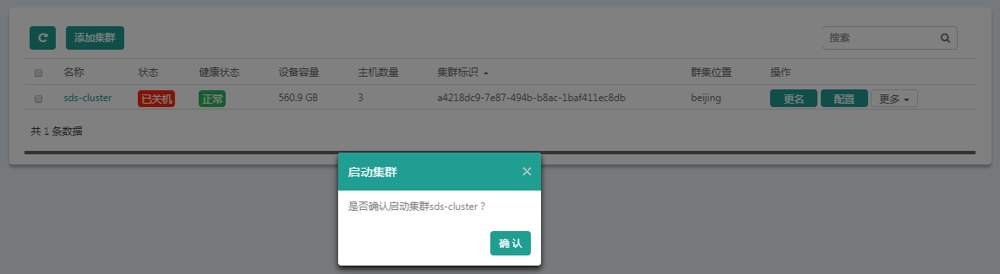 添加集群
搜索
名称 状态 健康状态 设备容量 主机数量 集群标识 群集位置 操作
sds-cluster 已关机 正常 560.9 GB 3 a4218dc9-7e87-494b-b8ac-1baf411ec8db beijing 更名 配置 更多
共 1 条数据
启动集群 ×
是否确认启动集群sds-cluster？
确 认